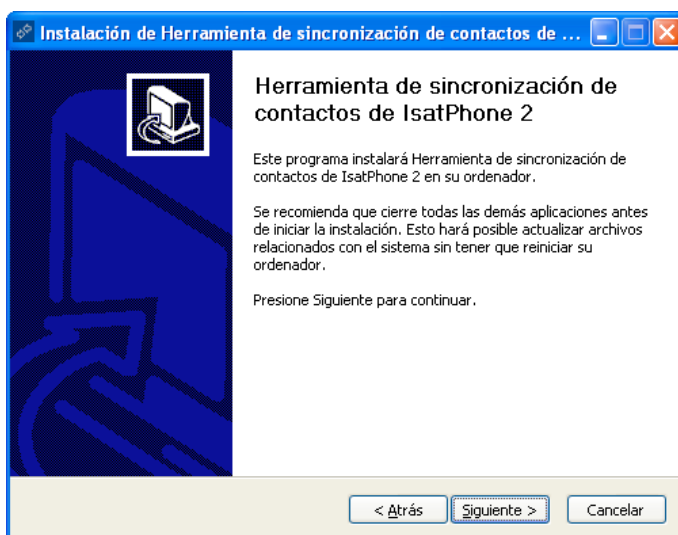 Instalación de Herramienta de sincronización de contactos de ...
Herramienta de sincronización de
contactos de IsatPhone 2
Este programa instalará Herramienta de sincronización de
contactos de IsatPhone 2 en su ordenador.
Se recomienda que cierre todas las demás aplicaciones antes
de iniciar la instalación. Esto hará posible actualizar archivos
relacionados con el sistema sin tener que reiniciar su
ordenador.
Presione Siguiente para continuar.
< Atrás Siguiente > Cancelar